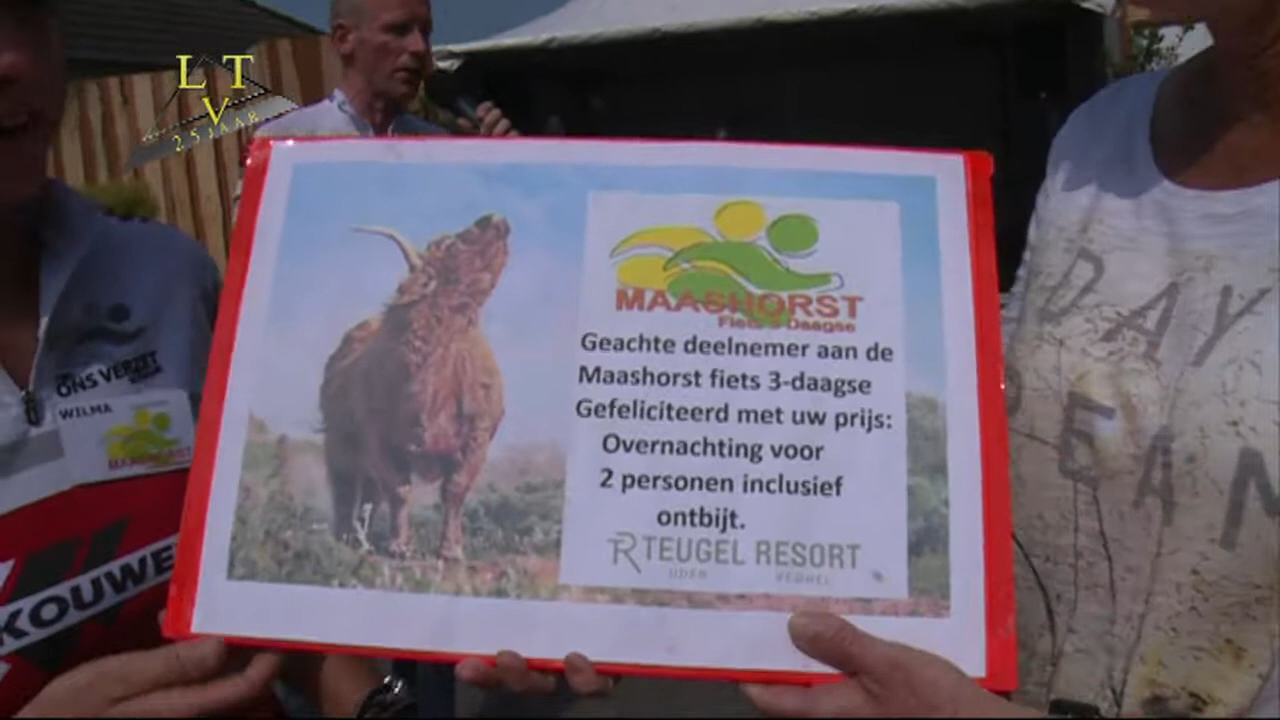 L T
V
25 JAAR
MAASHORST
Fiets 3 Daagse
Geachte deelnemer aan de
Maashorst fiets 3-daagse
Gefeliciteerd met uw prijs:
Overnachting voor
2 personen inclusief
ontbijt.
TEUGEL RESORT
UDEN VEGHEL
ONS VERZET
WILMA
MAASHORST
KOUWE
DAY
EAN